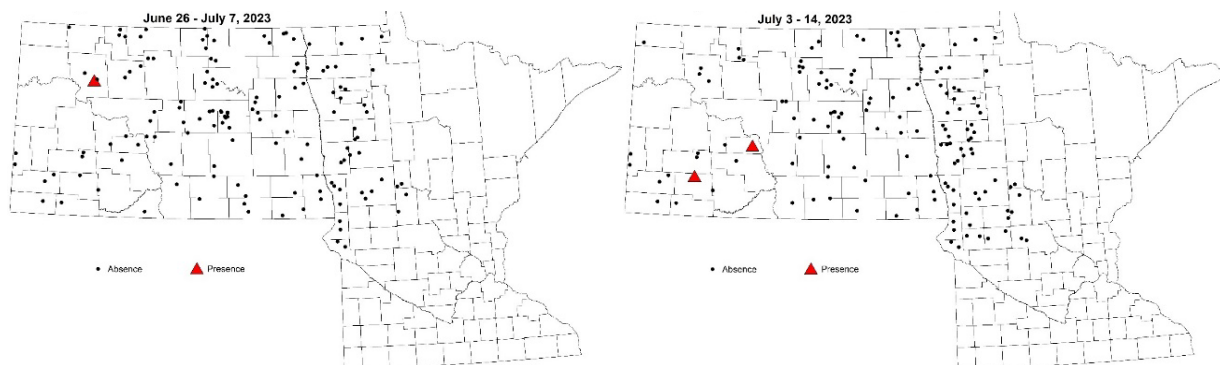 June 26 - July 7, 2023
July 3 - 14, 2023
Absence Presence
Absence Presence